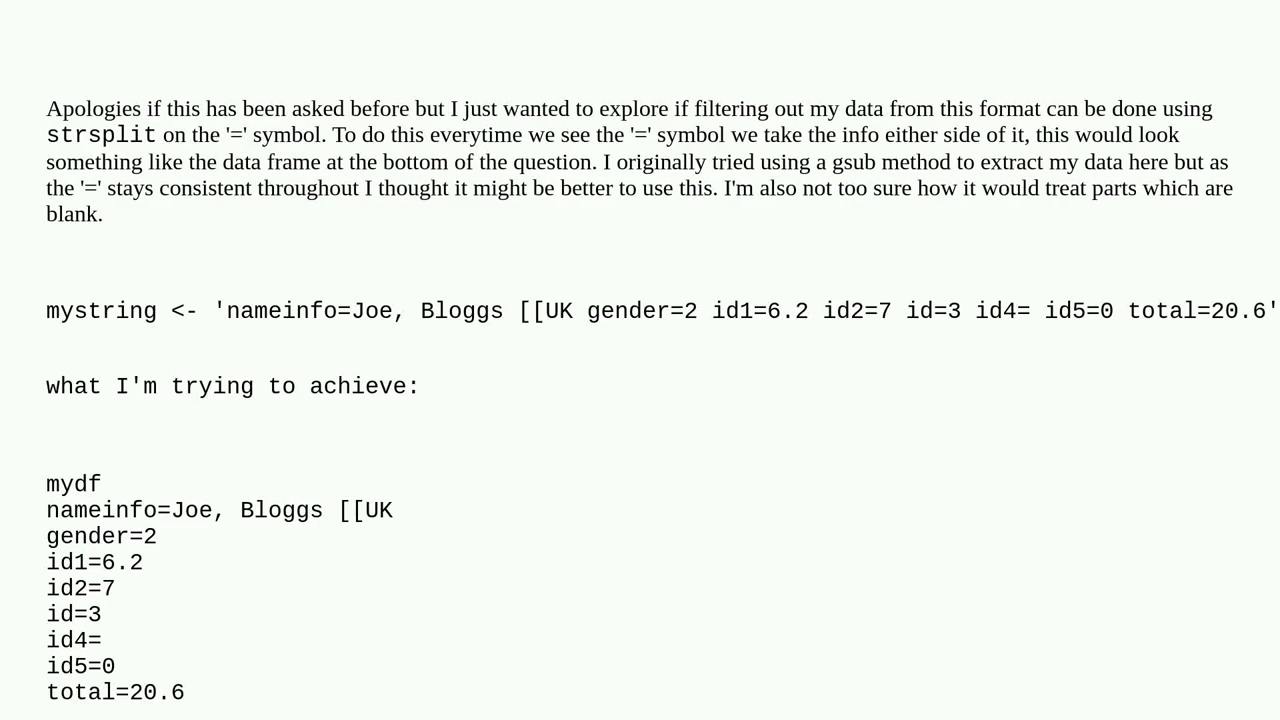 Apologies if this has been asked before but I just wanted to explore if filtering out my data from this format can be done using
strsplit on the '=' symbol. To do this everytime we see the '=' symbol we take the info either side of it, this would look
something like the data frame at the bottom of the question. I originally tried using a gsub method to extract my data here but as
the '=' stays consistent throughout I thought it might be better to use this. I'm also not too sure how it would treat parts which are
blank.
mystring <- 'nameinfo=Joe, Bloggs [[UK gender=2 id1=6.2 id2=7 id=3 id4= id5=0 total=20.6'
what I'm trying to achieve:
mydf
nameinfo=Joe, Bloggs [[UK
gender=2
id1=6.2
id2=7
id=3
id4=
id5=0
total=20.6